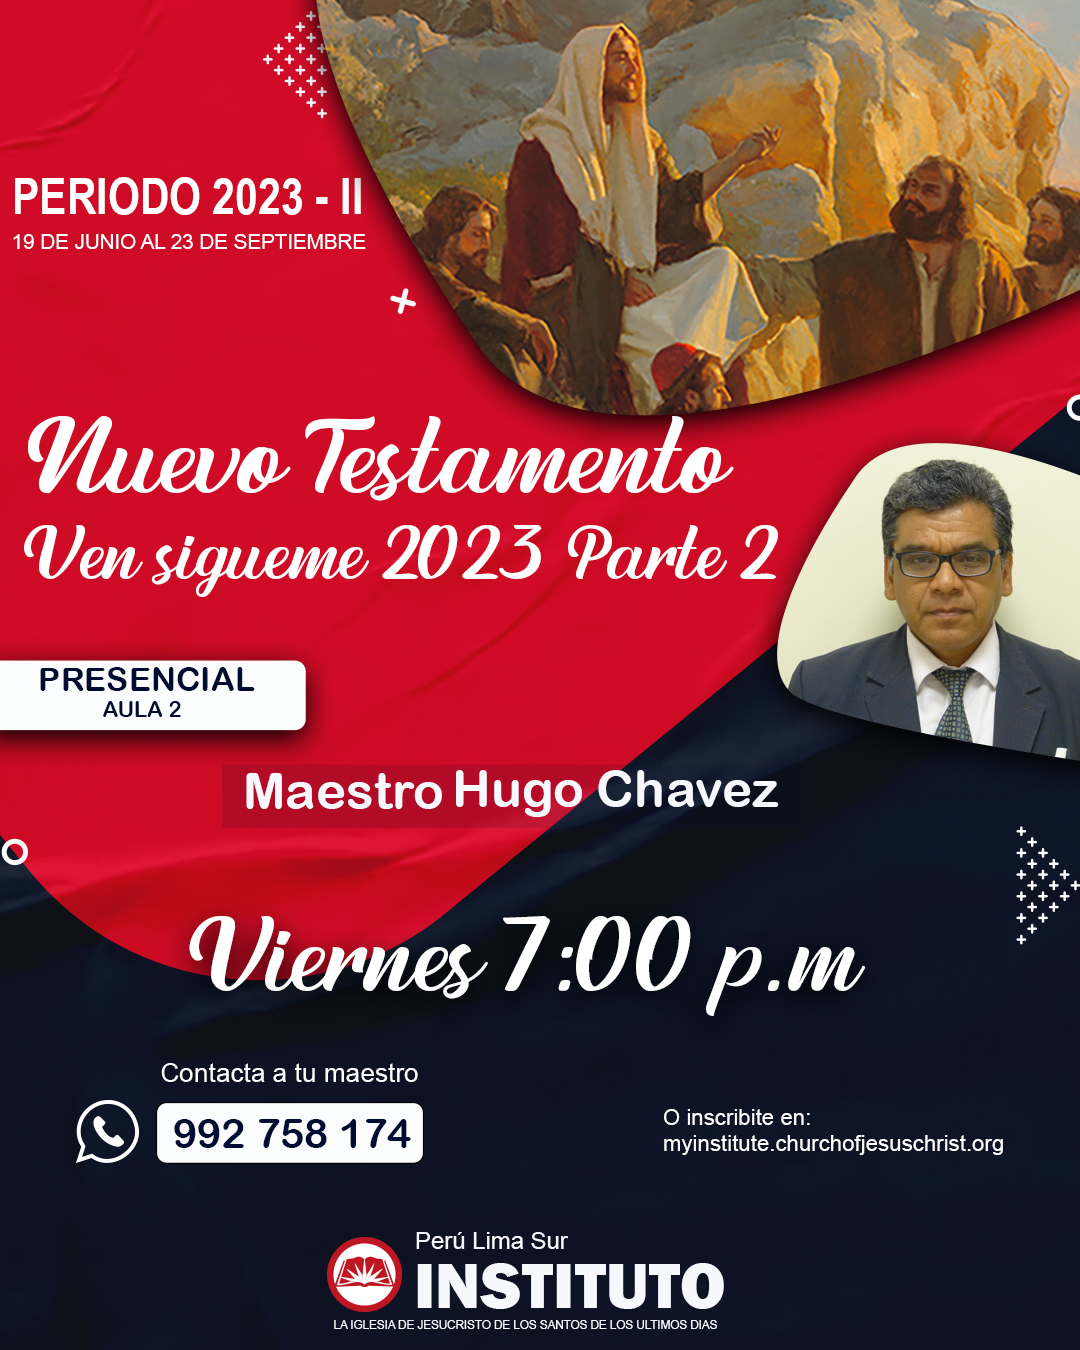 PERIODO 2023 - II
19 DE JUNIO AL 23 DE SEPTIEMBRE
Nuevo Testamento
Ven sigueme 2023 Parte 2
PRESENCIAL
AULA 2
Maestro Hugo Chavez
Viernes 7:00 p.m
Contacta a tu maestro
992 758 174
O inscribite en:
myinstitute.churchofjesuschrist.org
Perú Lima Sur
INSTITUTO
LA IGLESIA DE JESUCRISTO DE LOS SANTOS DE LOS ULTIMOS DIAS